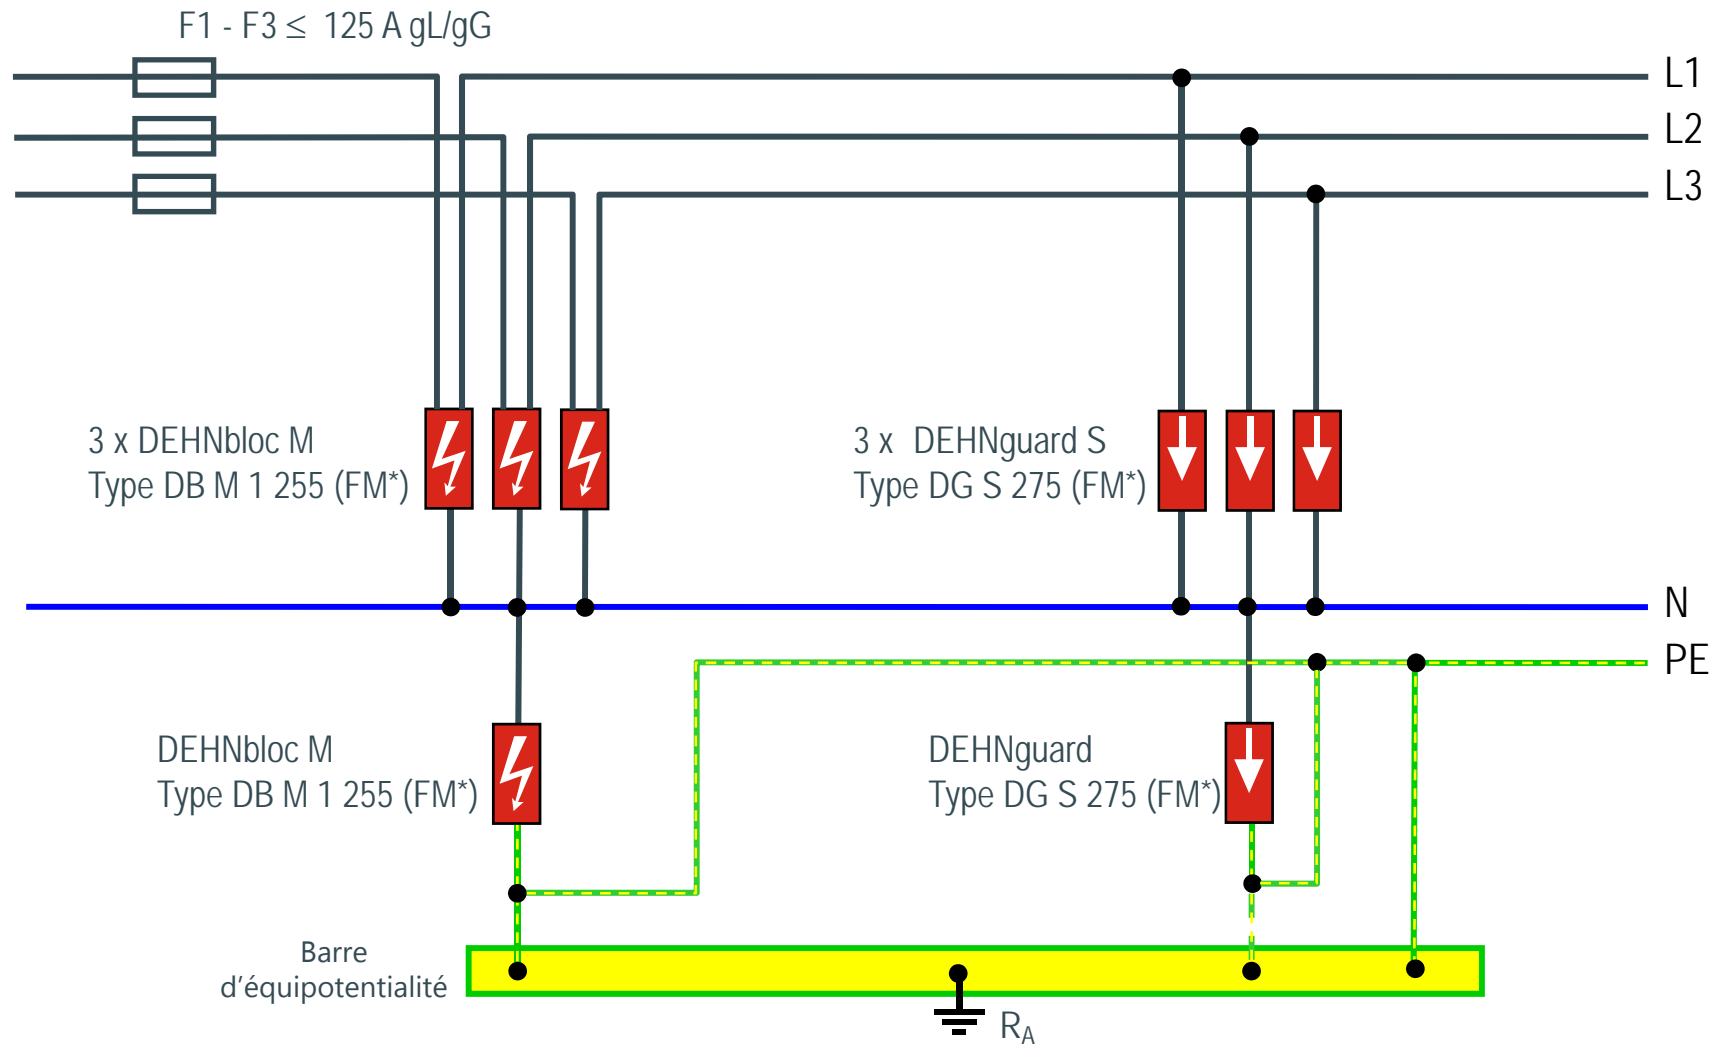 F1 - F3 ≤ 125 A gL/gG
L1
L2
L3
3 x DEHNbloc M
Type DB M 1 255 (FM*)
3 x DEHNguard S
Type DG S 275 (FM*)
N
PE
DEHNbloc M
Type DB M 1 255 (FM*)
DEHNguard
Type DG S 275 (FM*)
Barre
d'équipotentialité
RA